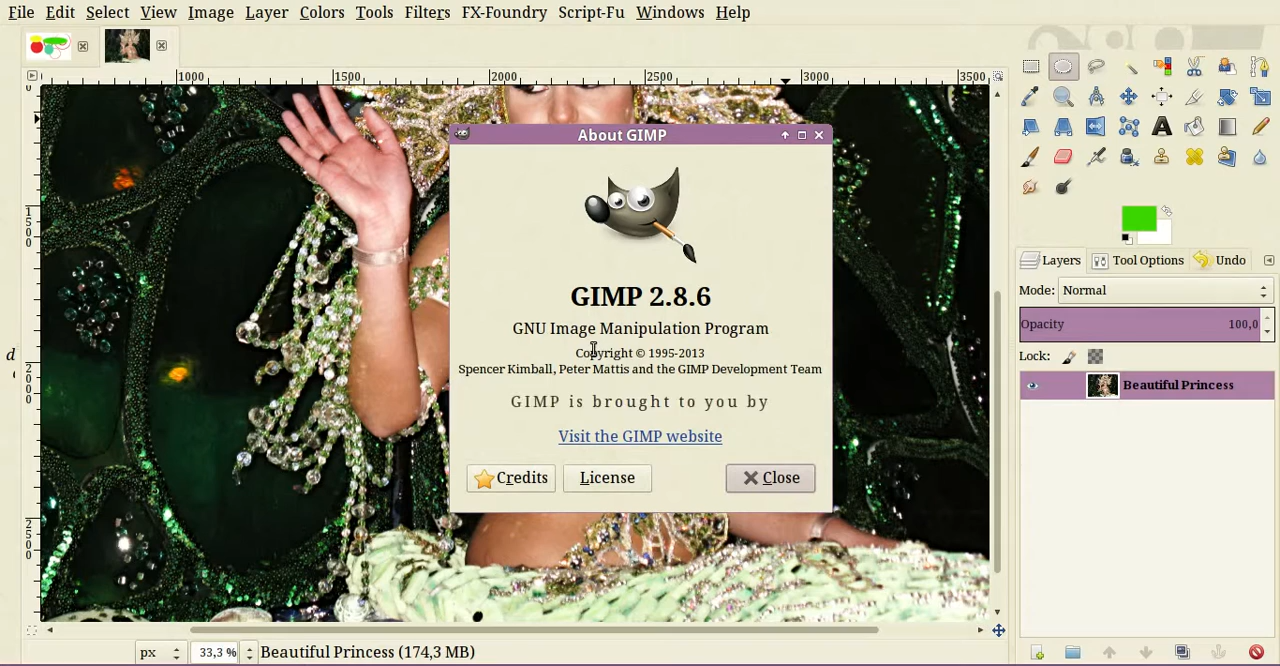 File Edit Select View Image Layer Colors Tools Filters FX-Foundry Script-Fu Windows Help
1000 1500 2000 2500 3000 3500
0
1500
2000
2500
d
About GIMP
GIMP 2.8.6
GNU Image Manipulation Program
Copyright © 1995-2013
Spencer Kimball, Peter Mattis and the GIMP Development Team
GIMP is brought to you by
Visit the GIMP website
Credits License Close
Layers Tool Options Undo
Mode: Normal
Opacity 100,0
Lock:
Beautiful Princess
px 33,3 % Beautiful Princess (174,3 MB)